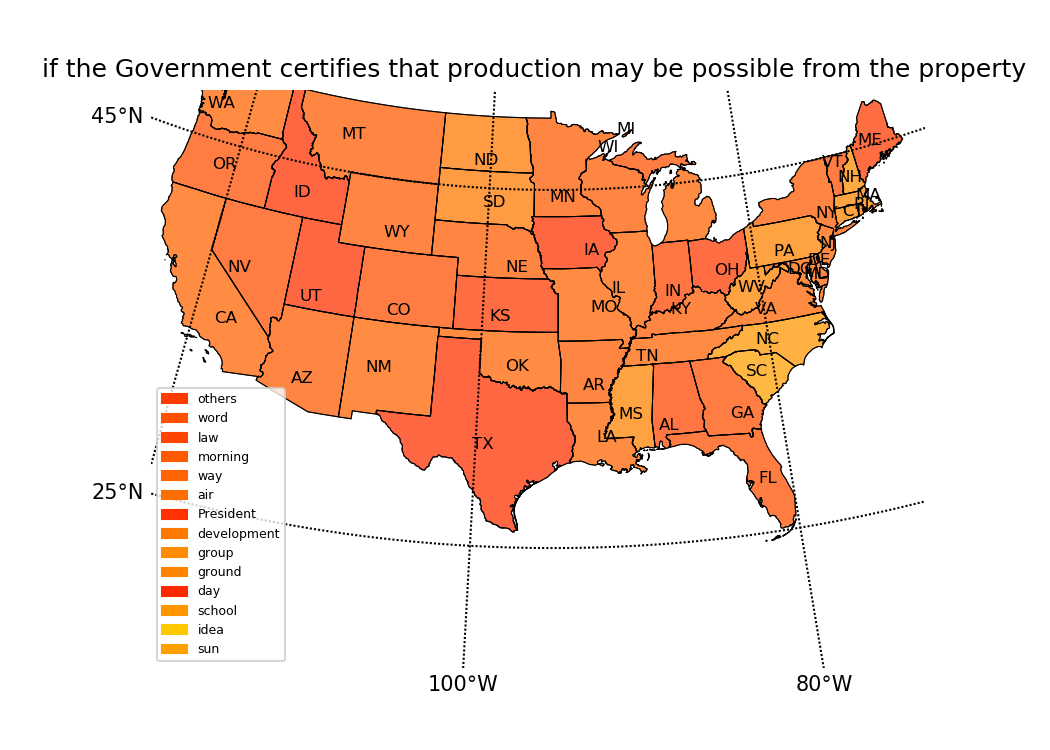 if the Government certifies that production may be possible from the property
45°N
WA
MT
ND
MI
WI
ME
OR
ID
SD
MN
VT
NH
MA
RI
CT
NY
WY
NE
IA
PA
NJ
NV
UT
CO
KS
MO
IL
IN
OH
WV
DE
DC
MD
CA
KY
VA
AZ
NM
OK
AR
TN
NC
SC
MS
AL
GA
TX
LA
FL
25°N
others
word
law
morning
way
air
President
development
group
ground
day
school
idea
sun
100°W
80°W